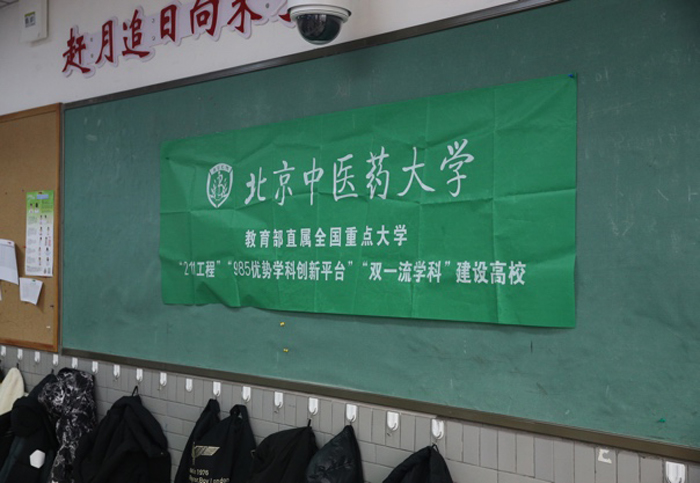 赶月追日向未
北京中医药大学
教育部直属全国重点大学
“211工程”“985优势学科创新平台”“双一流学科”建设高校
1976
London
E